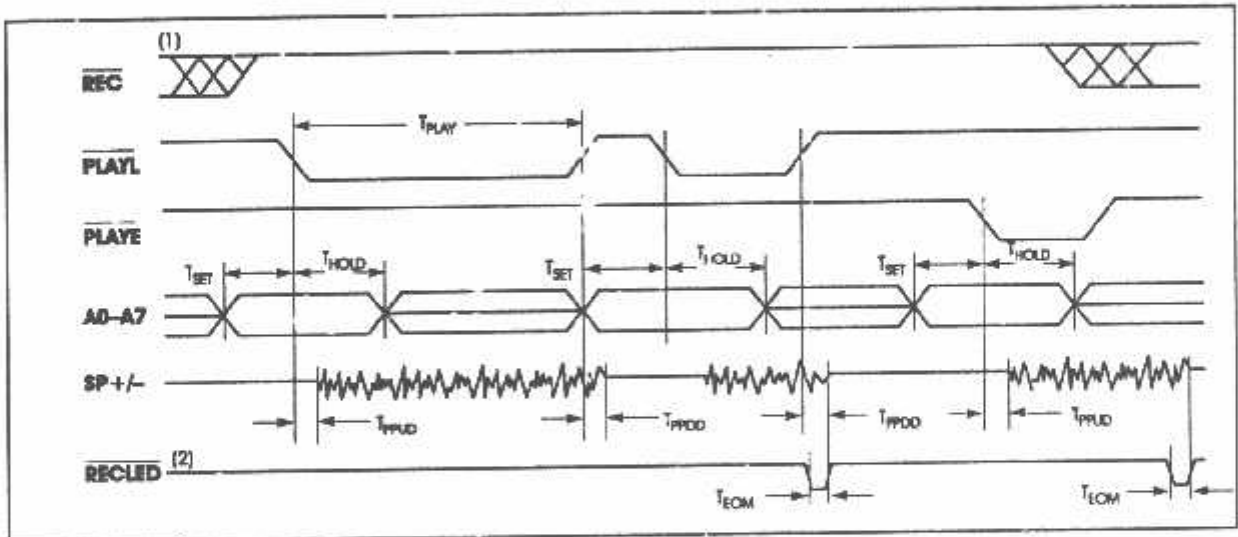 (1)
REC
T_PLAY
PLAYL
PLAYE
T_SET T_HOLD T_SET T_HOLD T_SET T_HOLD
A0–A7
SP +/–
T_PPUD T_PPDD T_PPDD T_PPUD
RECLED (2)
T_EOM T_EOM